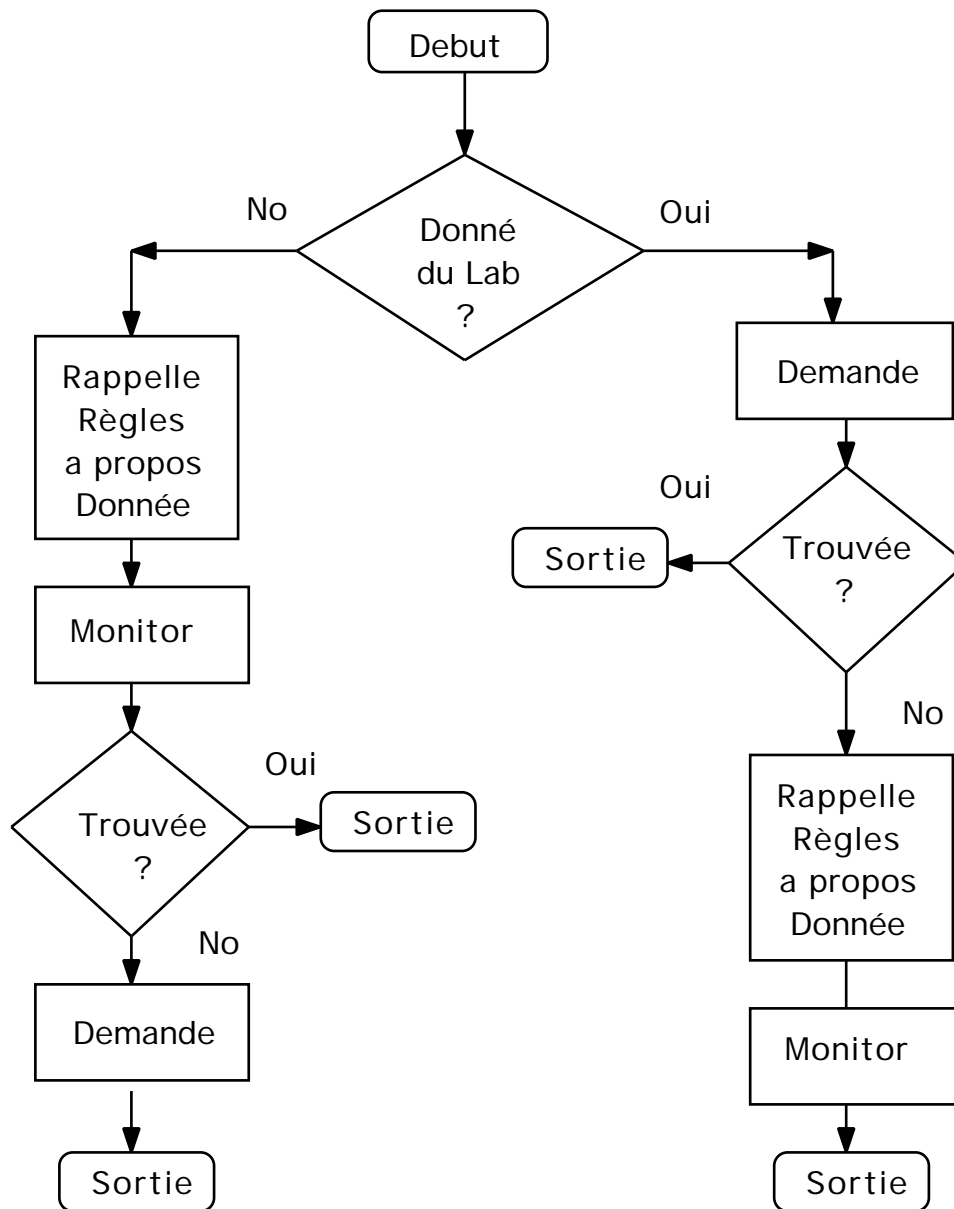 Debut
No
Oui
Donné
du Lab
?
Rappelle
Règles
a propos
Donnée
Demande
Oui
Sortie
Trouvée
?
Monitor
No
Oui
Sortie
Trouvée
?
Rappelle
Règles
a propos
Donnée
No
Demande
Monitor
Sortie
Sortie